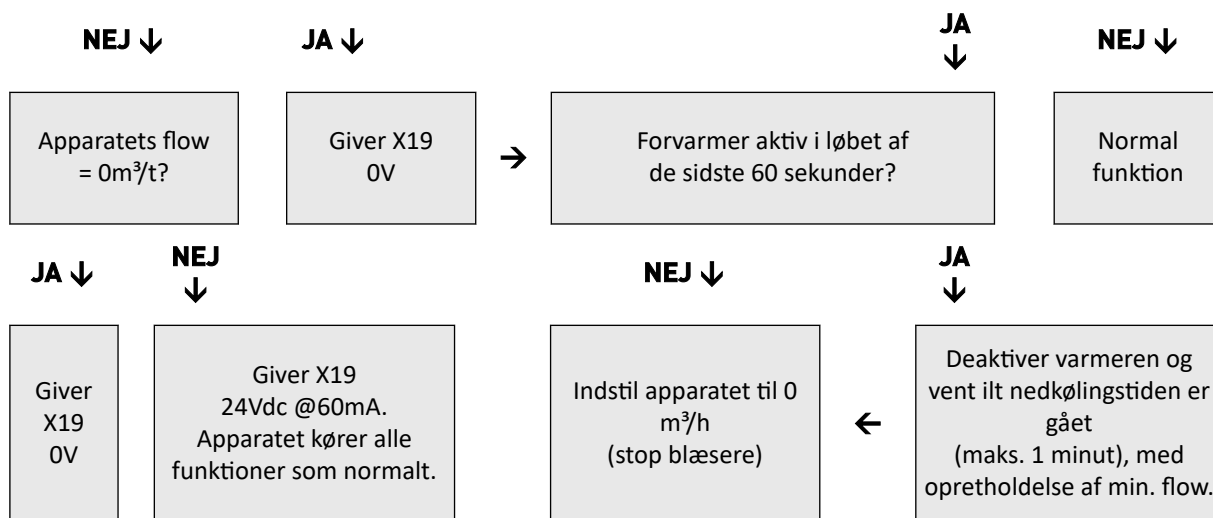 NEJ ↓
JA ↓
JA
↓
NEJ ↓
Apparatets flow
= 0m³/t?
Giver X19
0V
→
Forvarmer aktiv i løbet af
de sidste 60 sekunder?
Normal
funktion
JA ↓
NEJ
↓
NEJ ↓
JA
↓
Giver
X19
0V
Giver X19
24Vdc @60mA.
Apparatet kører alle
funktioner som normalt.
Indstil apparatet til 0
m³/h
(stop blæsere)
←
Deaktiver varmeren og
vent ilt nedkølingstiden er
gået
(maks. 1 minut), med
opretholdelse af min. flow.